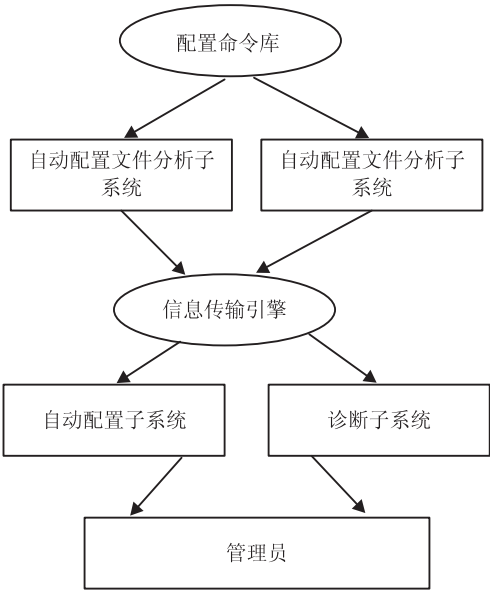 配置命令库
自动配置文件分析子
系统
自动配置文件分析子
系统
信息传输引擎
自动配置子系统
诊断子系统
管理员